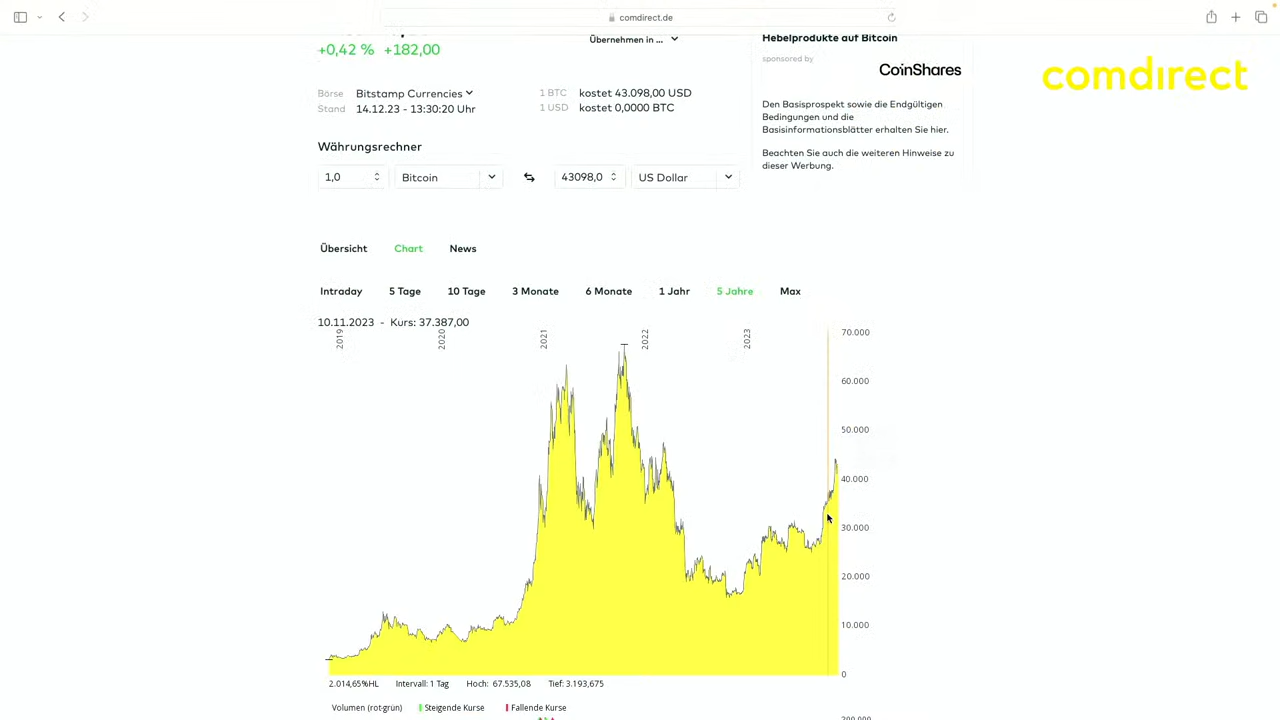 comdirect.de
Übernehmen in ...
Hebelprodukte auf Bitcoin
+0,42 % +182,00
sponsored by
CoinShares
comdirect
Börse Bitstamp Currencies
1 BTC kostet 43.098,00 USD
Stand 14.12.23 - 13:30:20 Uhr
1 USD kostet 0,0000 BTC
Den Basisprospekt sowie die Endgültigen
Bedingungen und die
Basisinformationsblätter erhalten Sie hier.
Beachten Sie auch die weiteren Hinweise zu
dieser Werbung.
Währungsrechner
1,0 Bitcoin 43098,0 US Dollar
Übersicht Chart News
Intraday 5 Tage 10 Tage 3 Monate 6 Monate 1 Jahr 5 Jahre Max
10.11.2023 - Kurs: 37.387,00
2019 2020 2021 2022 2023
70.000
60.000
50.000
40.000
30.000
20.000
10.000
0
2.014,65%HL Intervall: 1 Tag Hoch: 67.535,08 Tief: 3.193,675
Volumen (rot-grün) Steigende Kurse Fallende Kurse
200.000